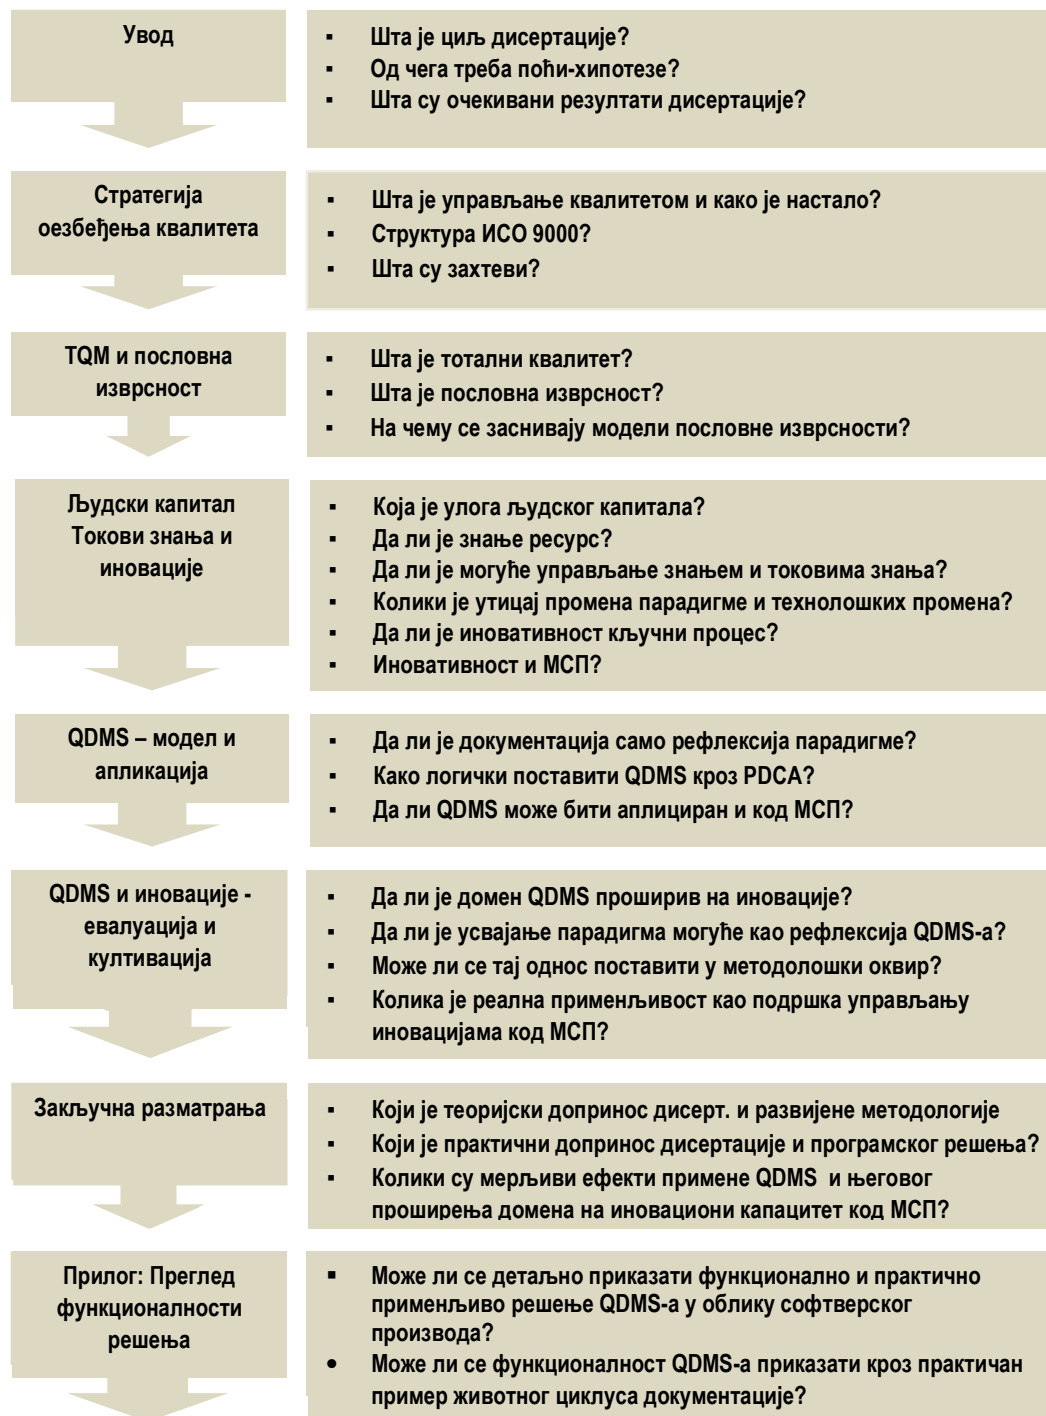 Увод
▪ Шта је циљ дисертације?
▪ Од чега треба поћи-хипотезе?
▪ Шта су очекивани резултати дисертације?
Стратегија
оезбеђења квалитета
▪ Шта је управљање квалитетом и како је настало?
▪ Структура ИСО 9000?
▪ Шта су захтеви?
TQM и пословна
изврсност
▪ Шта је тотални квалитет?
▪ Шта је пословна изврсност?
▪ На чему се заснивају модели пословне изврсности?
Људски капитал
Токови знања и
иновације
▪ Која је улога људског капитала?
▪ Да ли је знање ресурс?
▪ Да ли је могуће управљање знањем и токовима знања?
▪ Колики је утицај промена парадигме и технолошких промена?
▪ Да ли је иновативност кључни процес?
▪ Иновативност и МСП?
QDMS – модел и
апликација
▪ Да ли је документација само рефлексија парадигме?
▪ Како логички поставити QDMS кроз PDCA?
▪ Да ли QDMS може бити аплициран и код МСП?
QDMS и иновације -
евалуација и
култивација
▪ Да ли је домен QDMS проширив на иновације?
▪ Да ли је усвајање парадигма могуће као рефлексија QDMS-а?
▪ Може ли се тај однос поставити у методолошки оквир?
▪ Колика је реална применљивост као подршка управљању
иновацијама код МСП?
Закључна разматрања
▪ Који је теоријски допринос дисерт. и развијене методологије
▪ Који је практични допринос дисертације и програмског решења?
▪ Колики су мерљиви ефекти примене QDMS и његовог
проширења домена на иновациони капацитет код МСП?
Прилог: Преглед
функционалности
решења
▪ Може ли се детаљно приказати функционално и практично
применљиво решење QDMS-а у облику софтверског
производа?
• Може ли се функционалност QDMS-а приказати кроз практичан
пример животног циклуса документације?